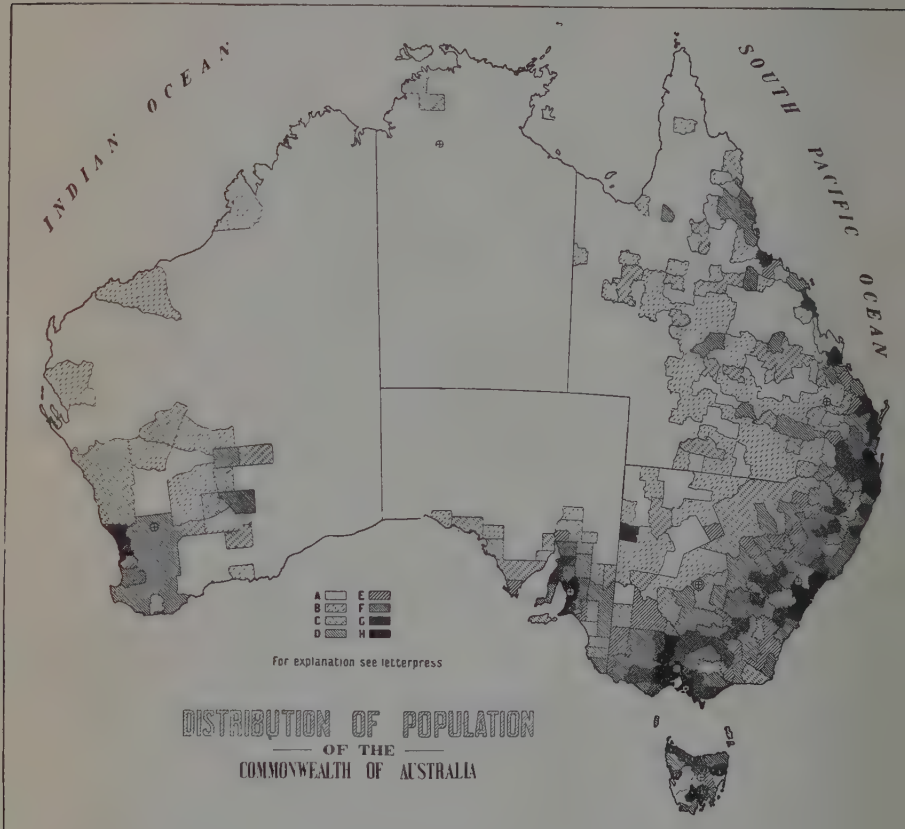 INDIAN OCEAN
SOUTH PACIFIC OCEAN
A E
B F
C G
D H
For explanation see letterpress
DISTRIBUTION OF POPULATION
OF THE
COMMONWEALTH OF AUSTRALIA